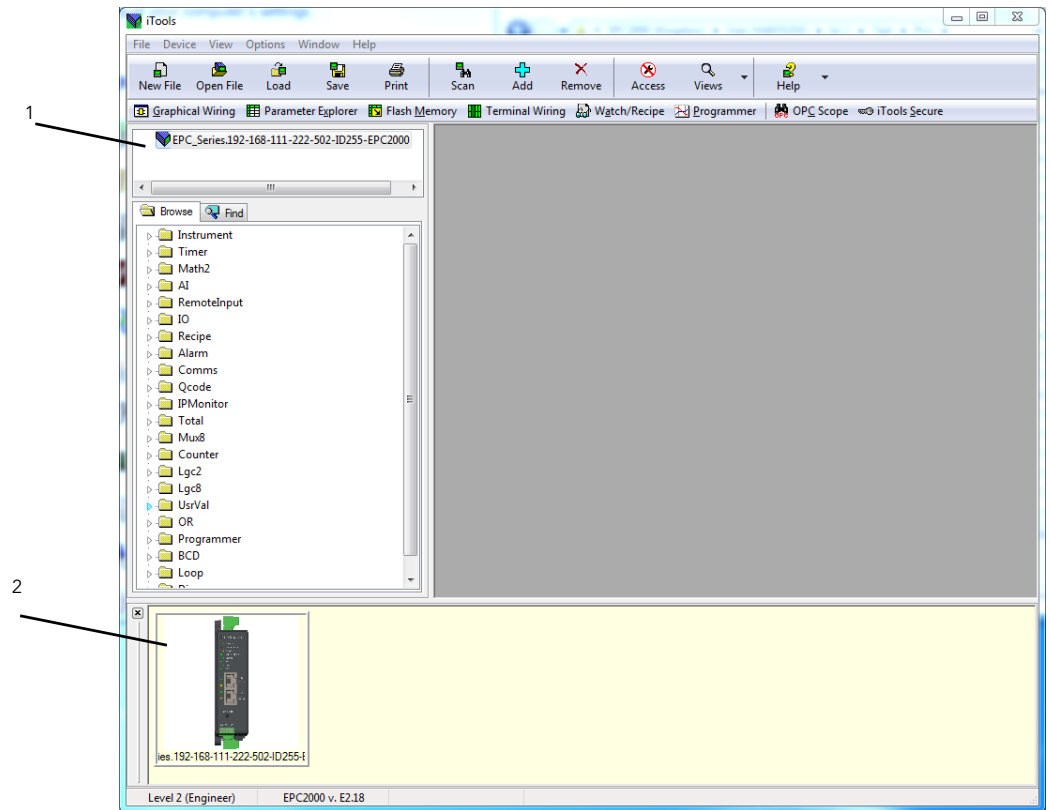 iTools
File Device View Options Window Help
New File Open File Load Save Print Scan Add Remove Access Views Help
Graphical Wiring Parameter Explorer Flash Memory Terminal Wiring Watch/Recipe Programmer OPC Scope iTools Secure
1
EPC_Series.192-168-111-222-502-ID255-EPC2000
Browse Find
Instrument
Timer
Math2
AI
RemoteInput
IO
Recipe
Alarm
Comms
Qcode
IPMonitor
Total
Mux8
Counter
Lgc2
Lgc8
UsrVal
OR
Programmer
BCD
Loop
2
ies.192-168-111-222-502-ID255-E
Level 2 (Engineer) EPC2000 v. E2.18